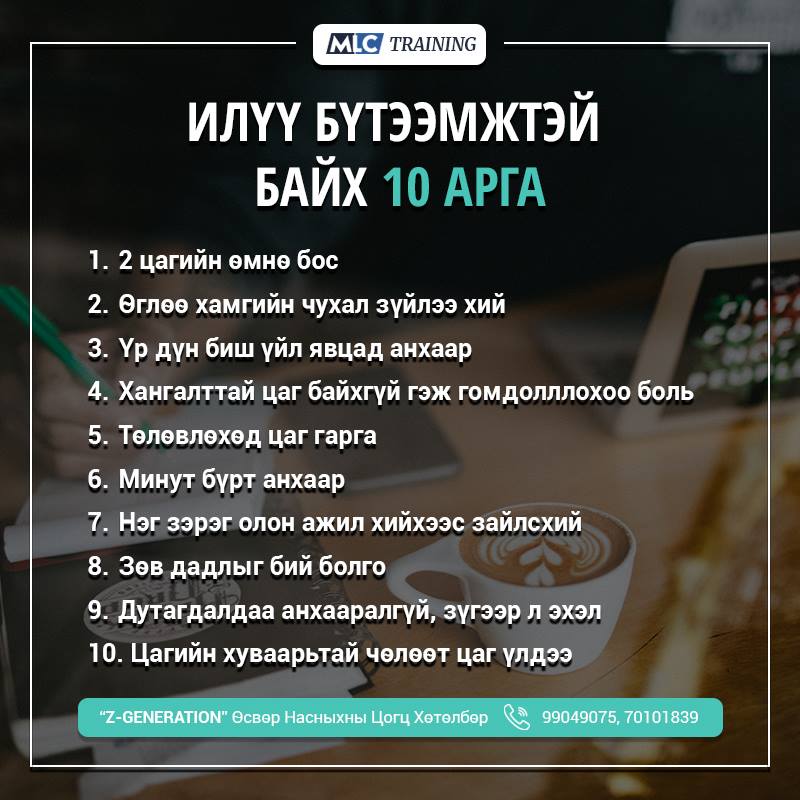 MLC TRAINING
ИЛҮҮ БҮТЭЭМЖТЭЙ
БАЙХ 10 АРГА
1. 2 цагийн өмнө бос
2. Өглөө хамгийн чухал зүйлээ хий
3. Үр дүн биш үйл явцад анхаар
4. Хангалттай цаг байхгүй гэж гомдолллохоо боль
5. Төлөвлөхөд цаг гарга
6. Минут бүрт анхаар
7. Нэг зэрэг олон ажил хийхээс зайлсхий
8. Зөв дадлыг бий болго
9. Дутагдалдаа анхааралгүй, зүгээр л эхэл
10. Цагийн хуваарьтай чөлөөт цаг үлдээ
“Z-GENERATION” Өсвөр Насныхны Цогц Хөтөлбөр 99049075, 70101839